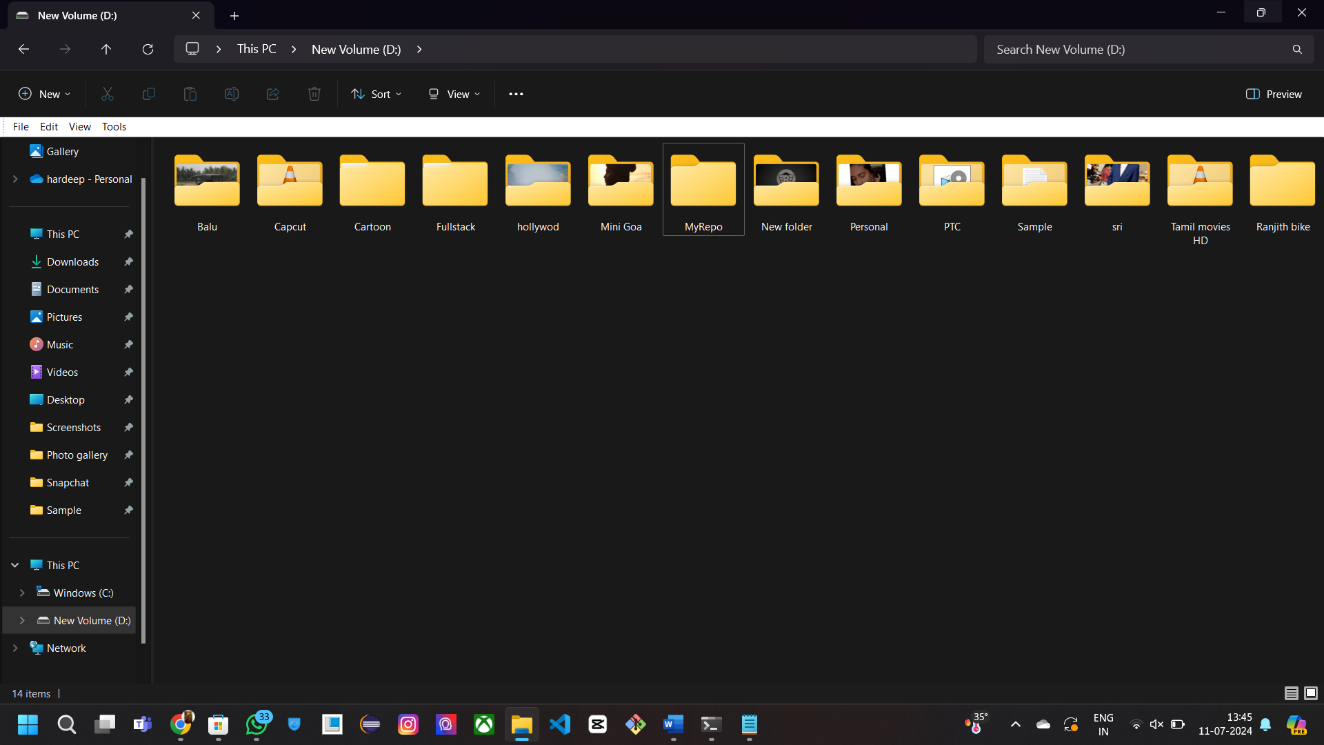 New Volume (D:)
This PC > New Volume (D:) >
Search New Volume (D:)
New
Sort
View
Preview
File Edit View Tools
Gallery
hardeep - Personal
This PC
Downloads
Documents
Pictures
Music
Videos
Desktop
Screenshots
Photo gallery
Snapchat
Sample
This PC
Windows (C:)
New Volume (D:)
Network
Balu
Capcut
Cartoon
Fullstack
hollywod
Mini Goa
MyRepo
New folder
Personal
PTC
Sample
sri
Tamil movies
HD
Ranjith bike
14 items
33
35°
ENG
IN
13:45
11-07-2024
PRE